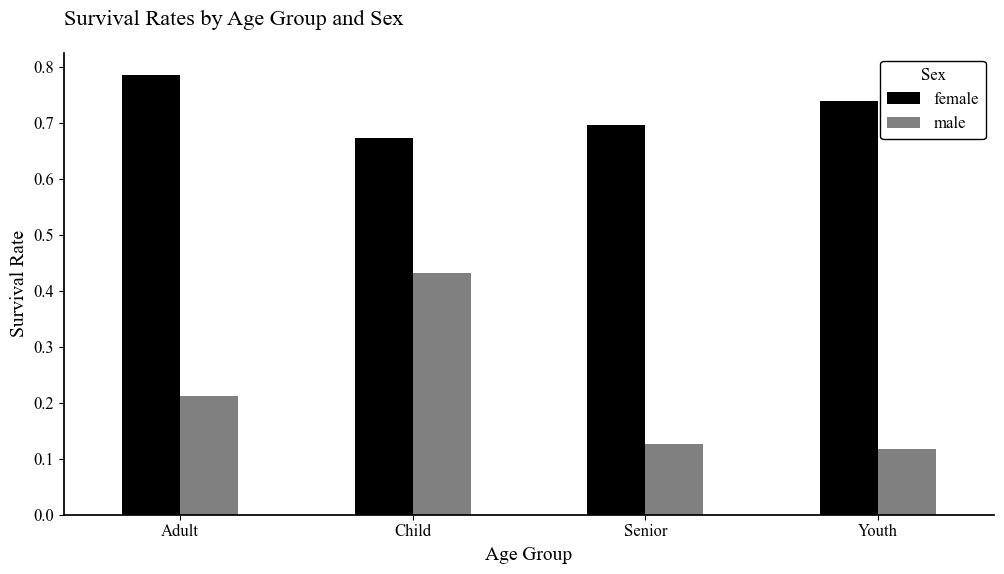 Survival Rates by Age Group and Sex
Sex
female
male
Survival Rate
0.8
0.7
0.6
0.5
0.4
0.3
0.2
0.1
0.0
Adult
Child
Senior
Youth
Age Group